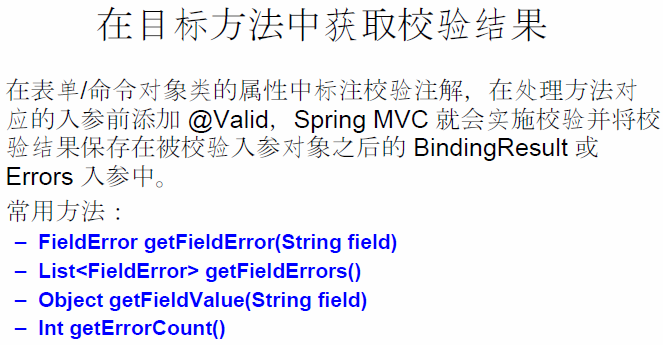 在目标方法中获取校验结果
在表单/命令对象类的属性中标注校验注解，在处理方法对
应的入参前添加 @Valid，Spring MVC 就会实施校验并将校
验结果保存在被校验入参对象之后的 BindingResult 或
Errors 入参中。
常用方法：
– FieldError getFieldError(String field)
– List<FieldError> getFieldErrors()
– Object getFieldValue(String field)
– Int getErrorCount()